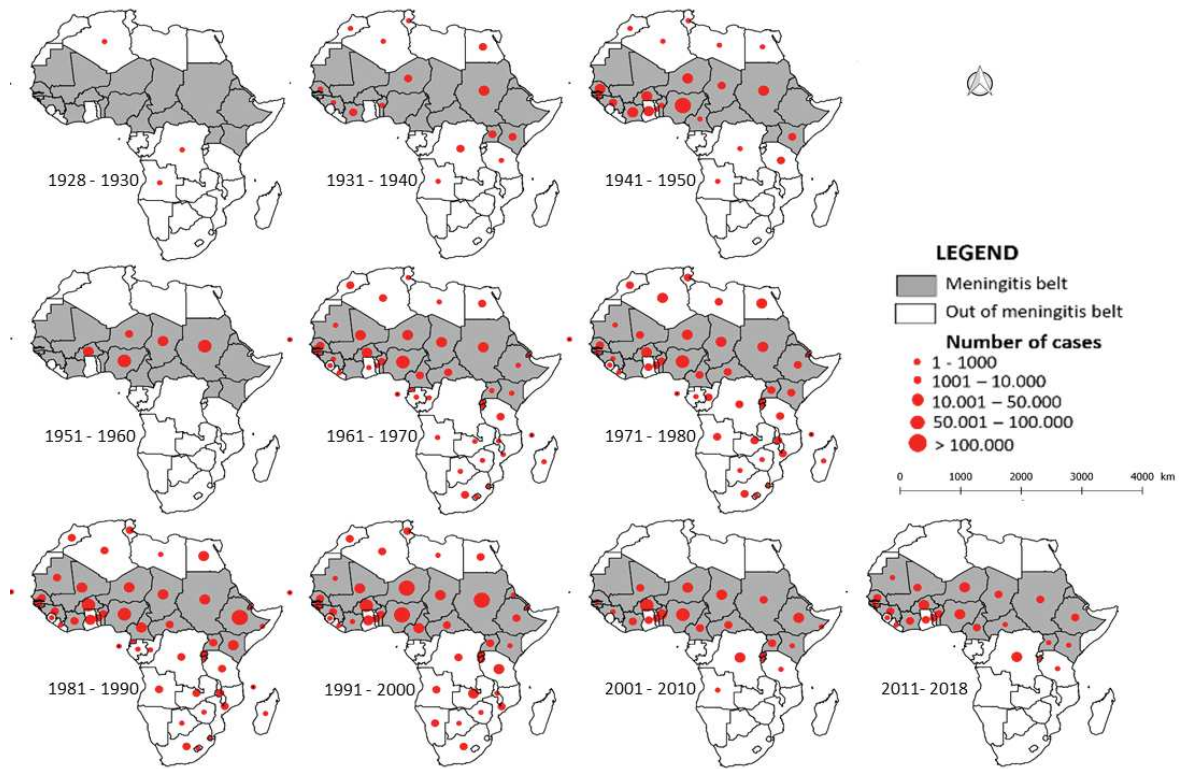 1928 - 1930
1931 - 1940
1941 - 1950
LEGEND
Meningitis belt
Out of meningitis belt
Number of cases
1 - 1000
1001 – 10.000
10.001 – 50.000
50.001 – 100.000
> 100.000
0 1000 2000 3000 4000 km
1951 - 1960
1961 - 1970
1971 - 1980
1981 - 1990
1991 - 2000
2001 - 2010
2011- 2018